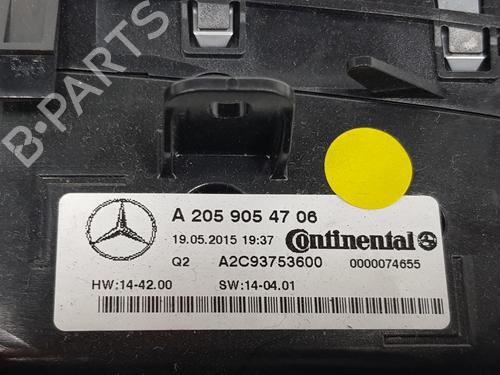 B-PARTS
A 205 905 47 06
19.05.2015 19:37 Continental
Q2 A2C93753600 0000074655
HW:14-42.00 SW:14-04.01